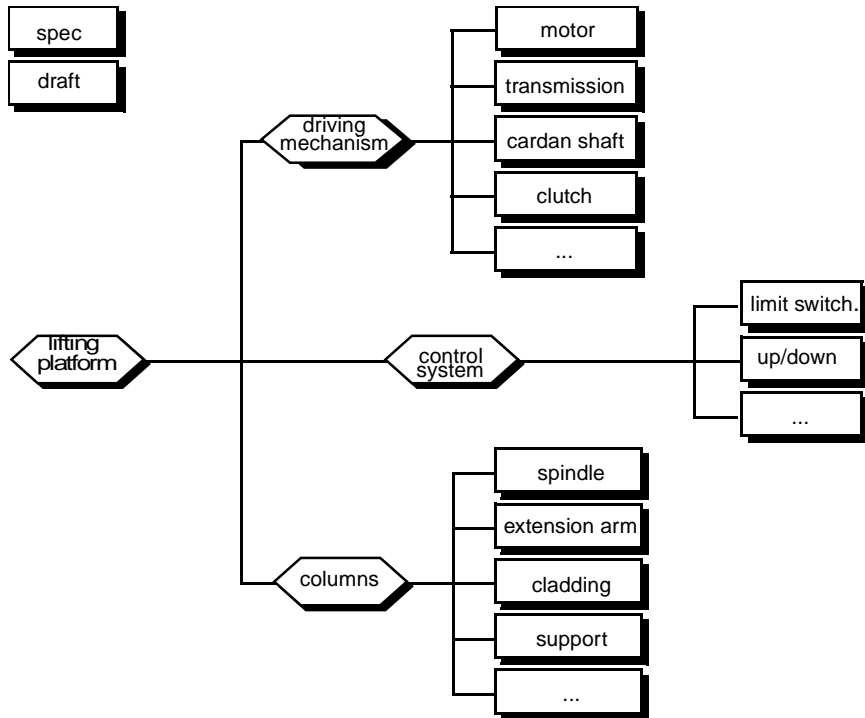 spec
draft
motor
transmission
driving
mechanism
cardan shaft
clutch
...
lifting
platform
control
system
limit switch.
up/down
...
spindle
extension arm
columns
cladding
support
...